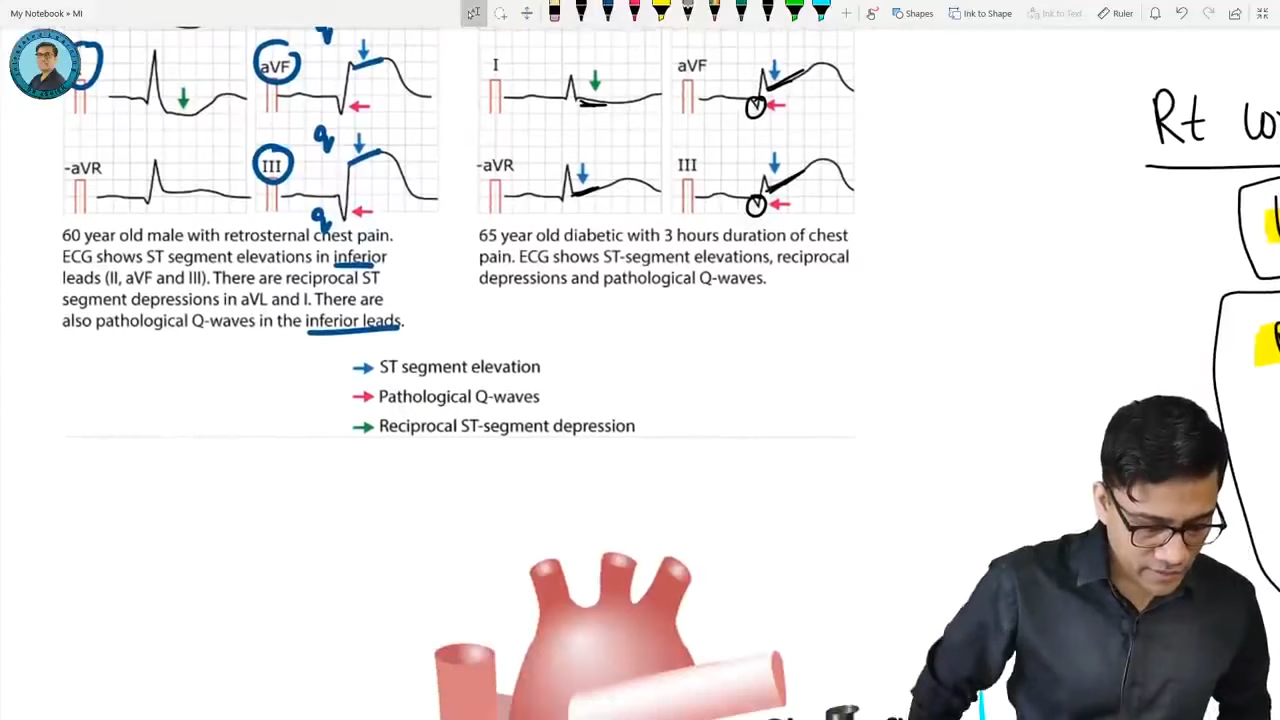 My Notebook » MI
Shapes
Ink to Shape
Ink to Text
Ruler
q
aVF
I
aVF
q
-aVR
III
-aVR
III
q
60 year old male with retrosternal chest pain.
ECG shows ST segment elevations in inferior
leads (II, aVF and III). There are reciprocal ST
segment depressions in aVL and I. There are
also pathological Q-waves in the inferior leads.
65 year old diabetic with 3 hours duration of chest
pain. ECG shows ST-segment elevations, reciprocal
depressions and pathological Q-waves.
ST segment elevation
Pathological Q-waves
Reciprocal ST-segment depression
Rt